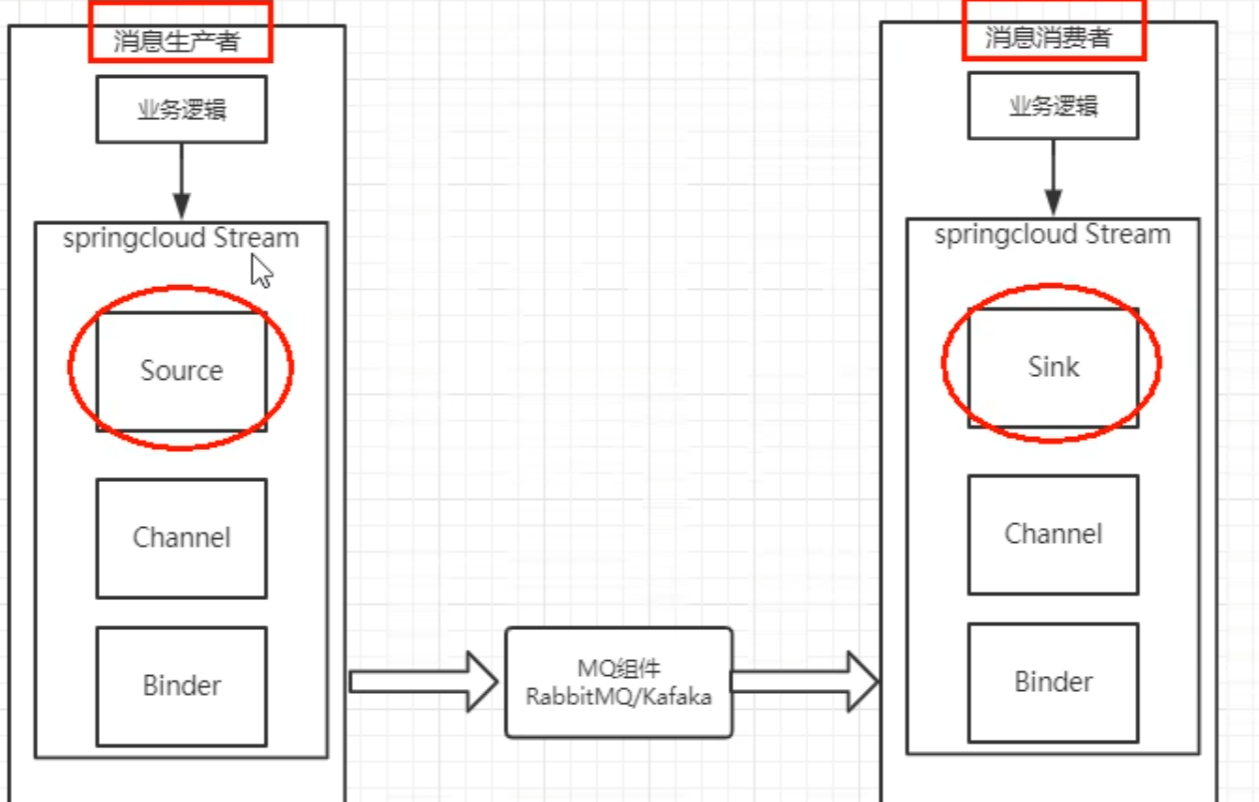 消息生产者
业务逻辑
springcloud Stream
Source
Channel
Binder
MQ组件
RabbitMQ/Kafaka
消息消费者
业务逻辑
springcloud Stream
Sink
Channel
Binder